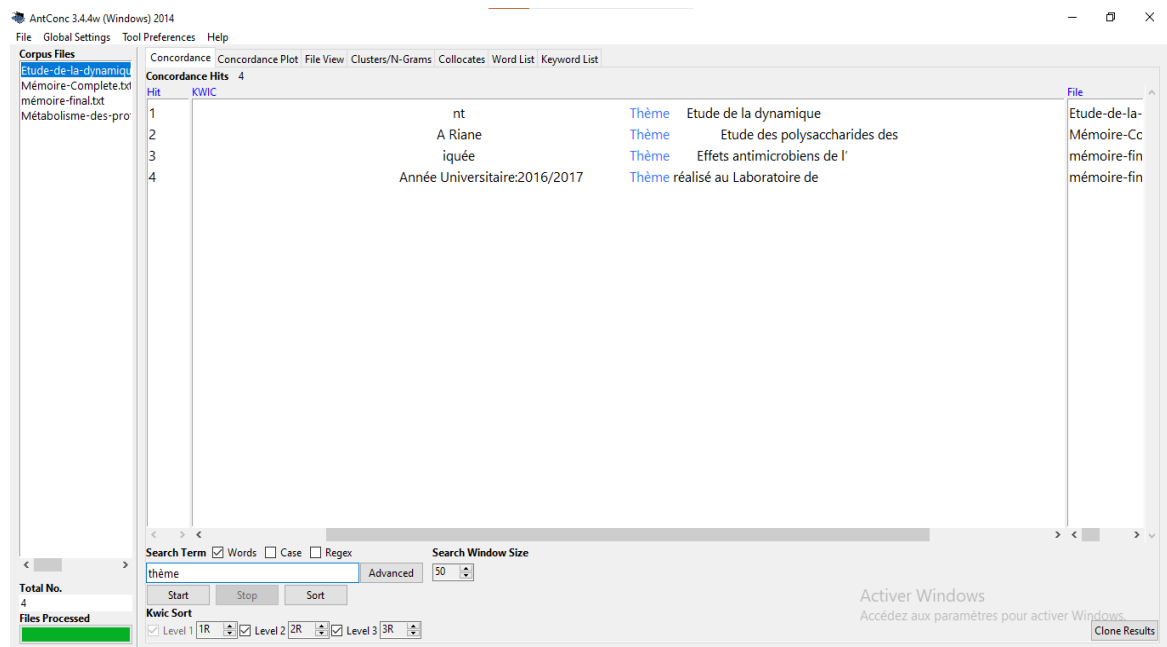 AntConc 3.4.4w (Windows) 2014
File Global Settings Tool Preferences Help
Corpus Files
Etude-de-la-dynamiqu
Mémoire-Complete.txt
mémoire-final.txt
Métabolisme-des-pro
Total No.
4
Files Processed
Concordance Concordance Plot File View Clusters/N-Grams Collocates Word List Keyword List
Concordance Hits 4
Hit KWIC File
1 nt Thème Etude de la dynamique Etude-de-la-
2 A Riane Thème Etude des polysaccharides des Mémoire-Cc
3 iquée Thème Effets antimicrobiens de l’ mémoire-fin
4 Année Universitaire:2016/2017 Thème réalisé au Laboratoire de mémoire-fin
Search Term Words Case Regex Search Window Size
thème Advanced 50
Start Stop Sort
Kwic Sort
Level 1 1R Level 2 2R Level 3 3R
Activer Windows
Accédez aux paramètres pour activer Windows.
Clone Results